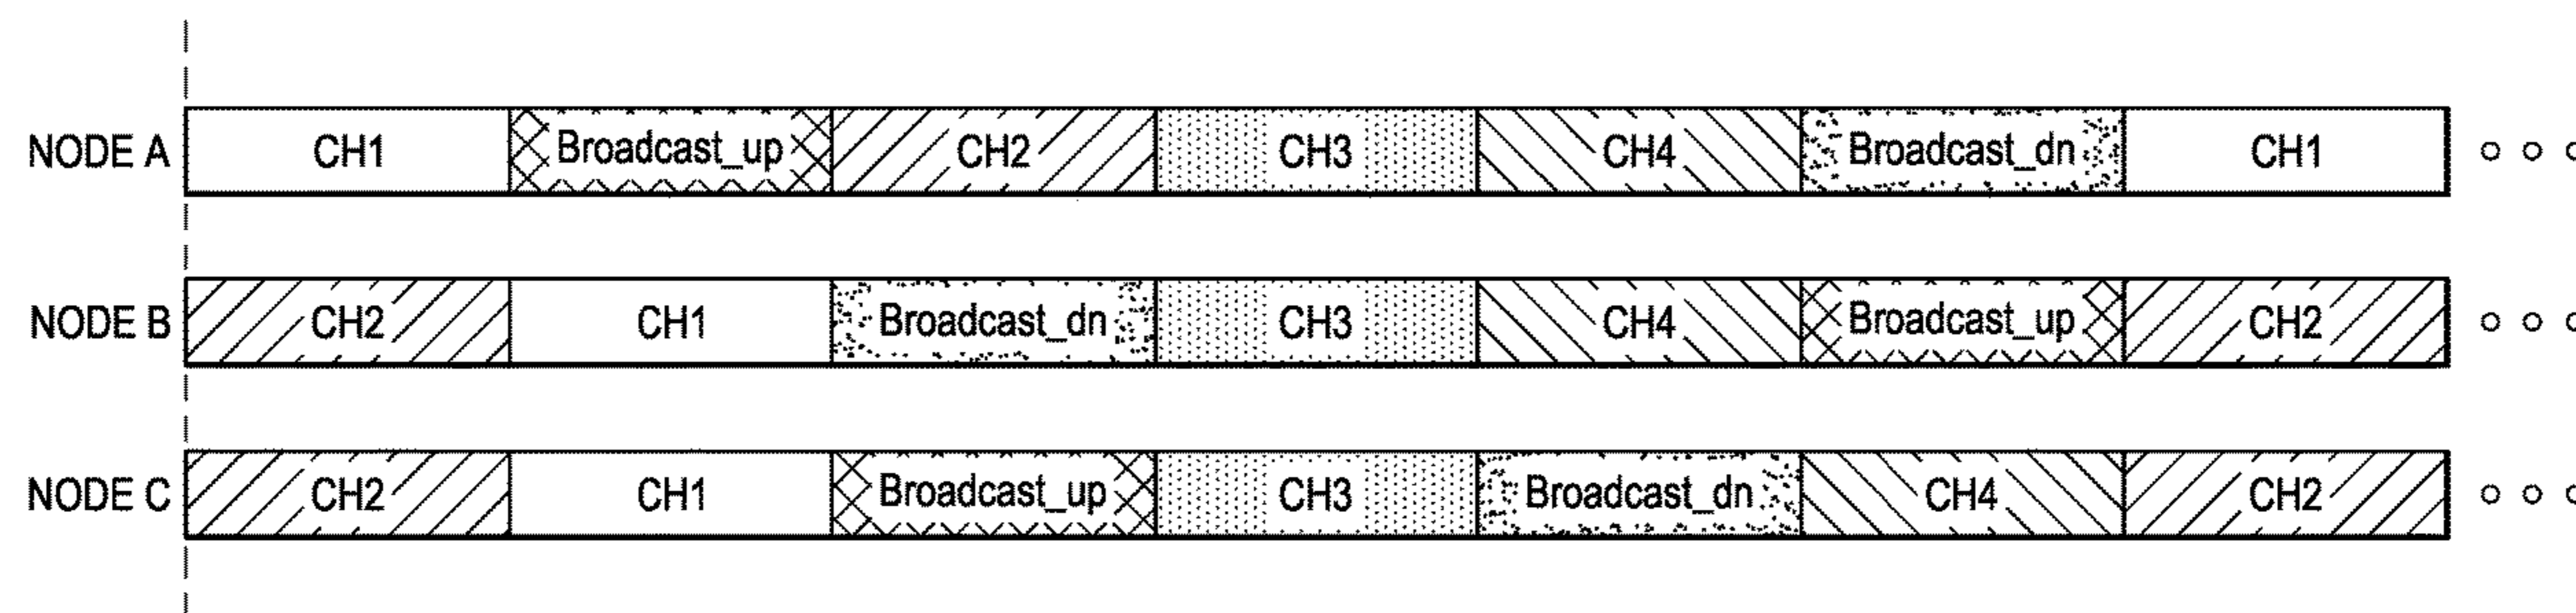 NODE A CH1 Broadcast_up CH2 CH3 CH4 Broadcast_dn CH1
NODE B CH2 CH1 Broadcast_dn CH3 CH4 Broadcast_up CH2
NODE C CH2 CH1 Broadcast_up CH3 Broadcast_dn CH4 CH2